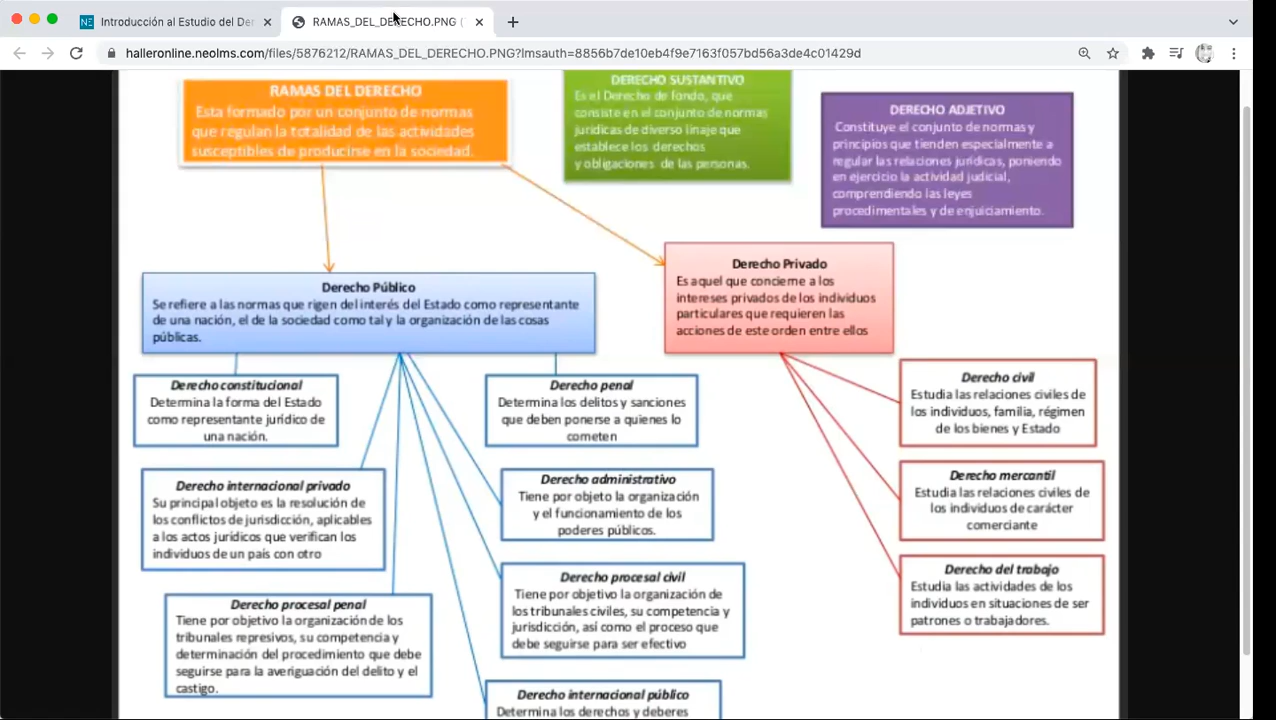 Introducción al Estudio del De
RAMAS_DEL_DERECHO.PNG (
halleronline.neolms.com/files/5876212/RAMAS_DEL_DERECHO.PNG?lmsauth=8856b7de10eb4f9e7163f057bd56a3de4c01429d
RAMAS DEL DERECHO
Esta formado por un conjunto de normas
que regulan la totalidad de las actividades
susceptibles de producirse en la sociedad.
DERECHO SUSTANTIVO
Es el Derecho de fondo, que
consiste en el conjunto de normas
jurídicas de diverso linaje que
establece los derechos
y obligaciones de las personas.
DERECHO ADJETIVO
Constituye el conjunto de normas y
principios que tienden especialmente a
regular las relaciones jurídicas, poniendo
en ejercicio la actividad judicial,
comprendiendo las leyes
procedimentales y de enjuiciamiento.
Derecho Público
Se refiere a las normas que rigen del interés del Estado como representante
de una nación, el de la sociedad como tal y la organización de las cosas
públicas.
Derecho Privado
Es aquel que concierne a los
intereses privados de los individuos
particulares que requieren las
acciones de este orden entre ellos
Derecho constitucional
Determina la forma del Estado
como representante jurídico de
una nación.
Derecho penal
Determina los delitos y sanciones
que deben ponerse a quienes lo
cometen
Derecho civil
Estudia las relaciones civiles de
los individuos, familia, régimen
de los bienes y Estado
Derecho internacional privado
Su principal objeto es la resolución de
los conflictos de jurisdicción, aplicables
a los actos jurídicos que verifican los
individuos de un país con otro
Derecho administrativo
Tiene por objeto la organización
y el funcionamiento de los
poderes públicos.
Derecho mercantil
Estudia las relaciones civiles de
los individuos de carácter
comerciante
Derecho procesal penal
Tiene por objetivo la organización de los
tribunales represivos, su competencia y
determinación del procedimiento que debe
seguirse para la averiguación del delito y el
castigo.
Derecho procesal civil
Tiene por objetivo la organización de
los tribunales civiles, su competencia y
jurisdicción, así como el proceso que
debe seguirse para ser efectivo
Derecho del trabajo
Estudia las actividades de los
individuos en situaciones de ser
patrones o trabajadores.
Derecho internacional público
Determina los derechos y deberes